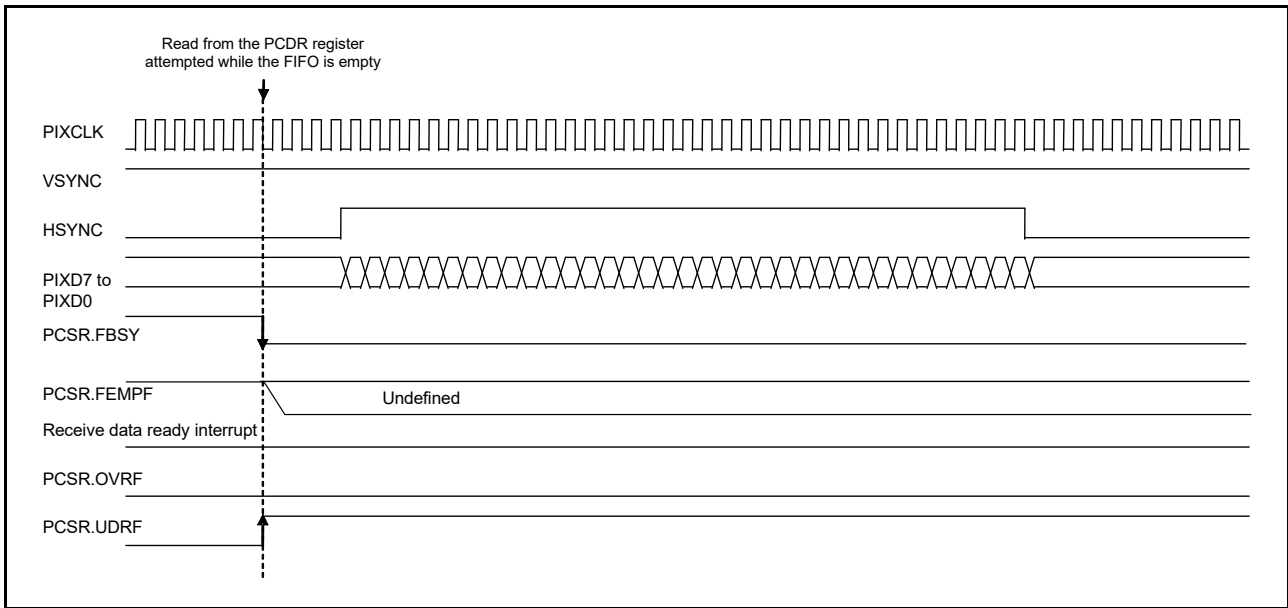 Read from the PCDR register
attempted while the FIFO is empty
PIXCLK
VSYNC
HSYNC
PIXD7 to
PIXD0
PCSR.FBSY
PCSR.FEMPF
Undefined
Receive data ready interrupt
PCSR.OVRF
PCSR.UDRF